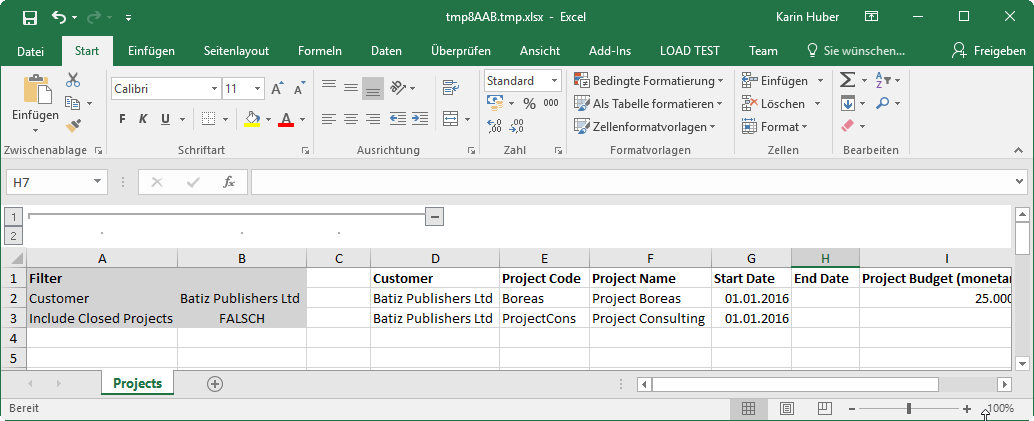 tmp8AAB.tmp.xlsx - Excel Karin Huber
Datei Start Einfügen Seitenlayout Formeln Daten Überprüfen Ansicht Add-Ins LOAD TEST Team Sie wünschen... Freigeben
Einfügen
Calibri 11
F K U
Standard
% 000
,00 ,00
Bedingte Formatierung
Als Tabelle formatieren
Zellenformatvorlagen
Einfügen
Löschen
Format
Zwischenablage Schriftart Ausrichtung Zahl Formatvorlagen Zellen Bearbeiten
H7 fx
1
2
A B C D E F G H I
1 Filter Customer Project Code Project Name Start Date End Date Project Budget (monetar
2 Customer Batiz Publishers Ltd Batiz Publishers Ltd Boreas Project Boreas 01.01.2016 25.000
3 Include Closed Projects FALSCH Batiz Publishers Ltd ProjectCons Project Consulting 01.01.2016
4
5
Projects
Bereit 100%